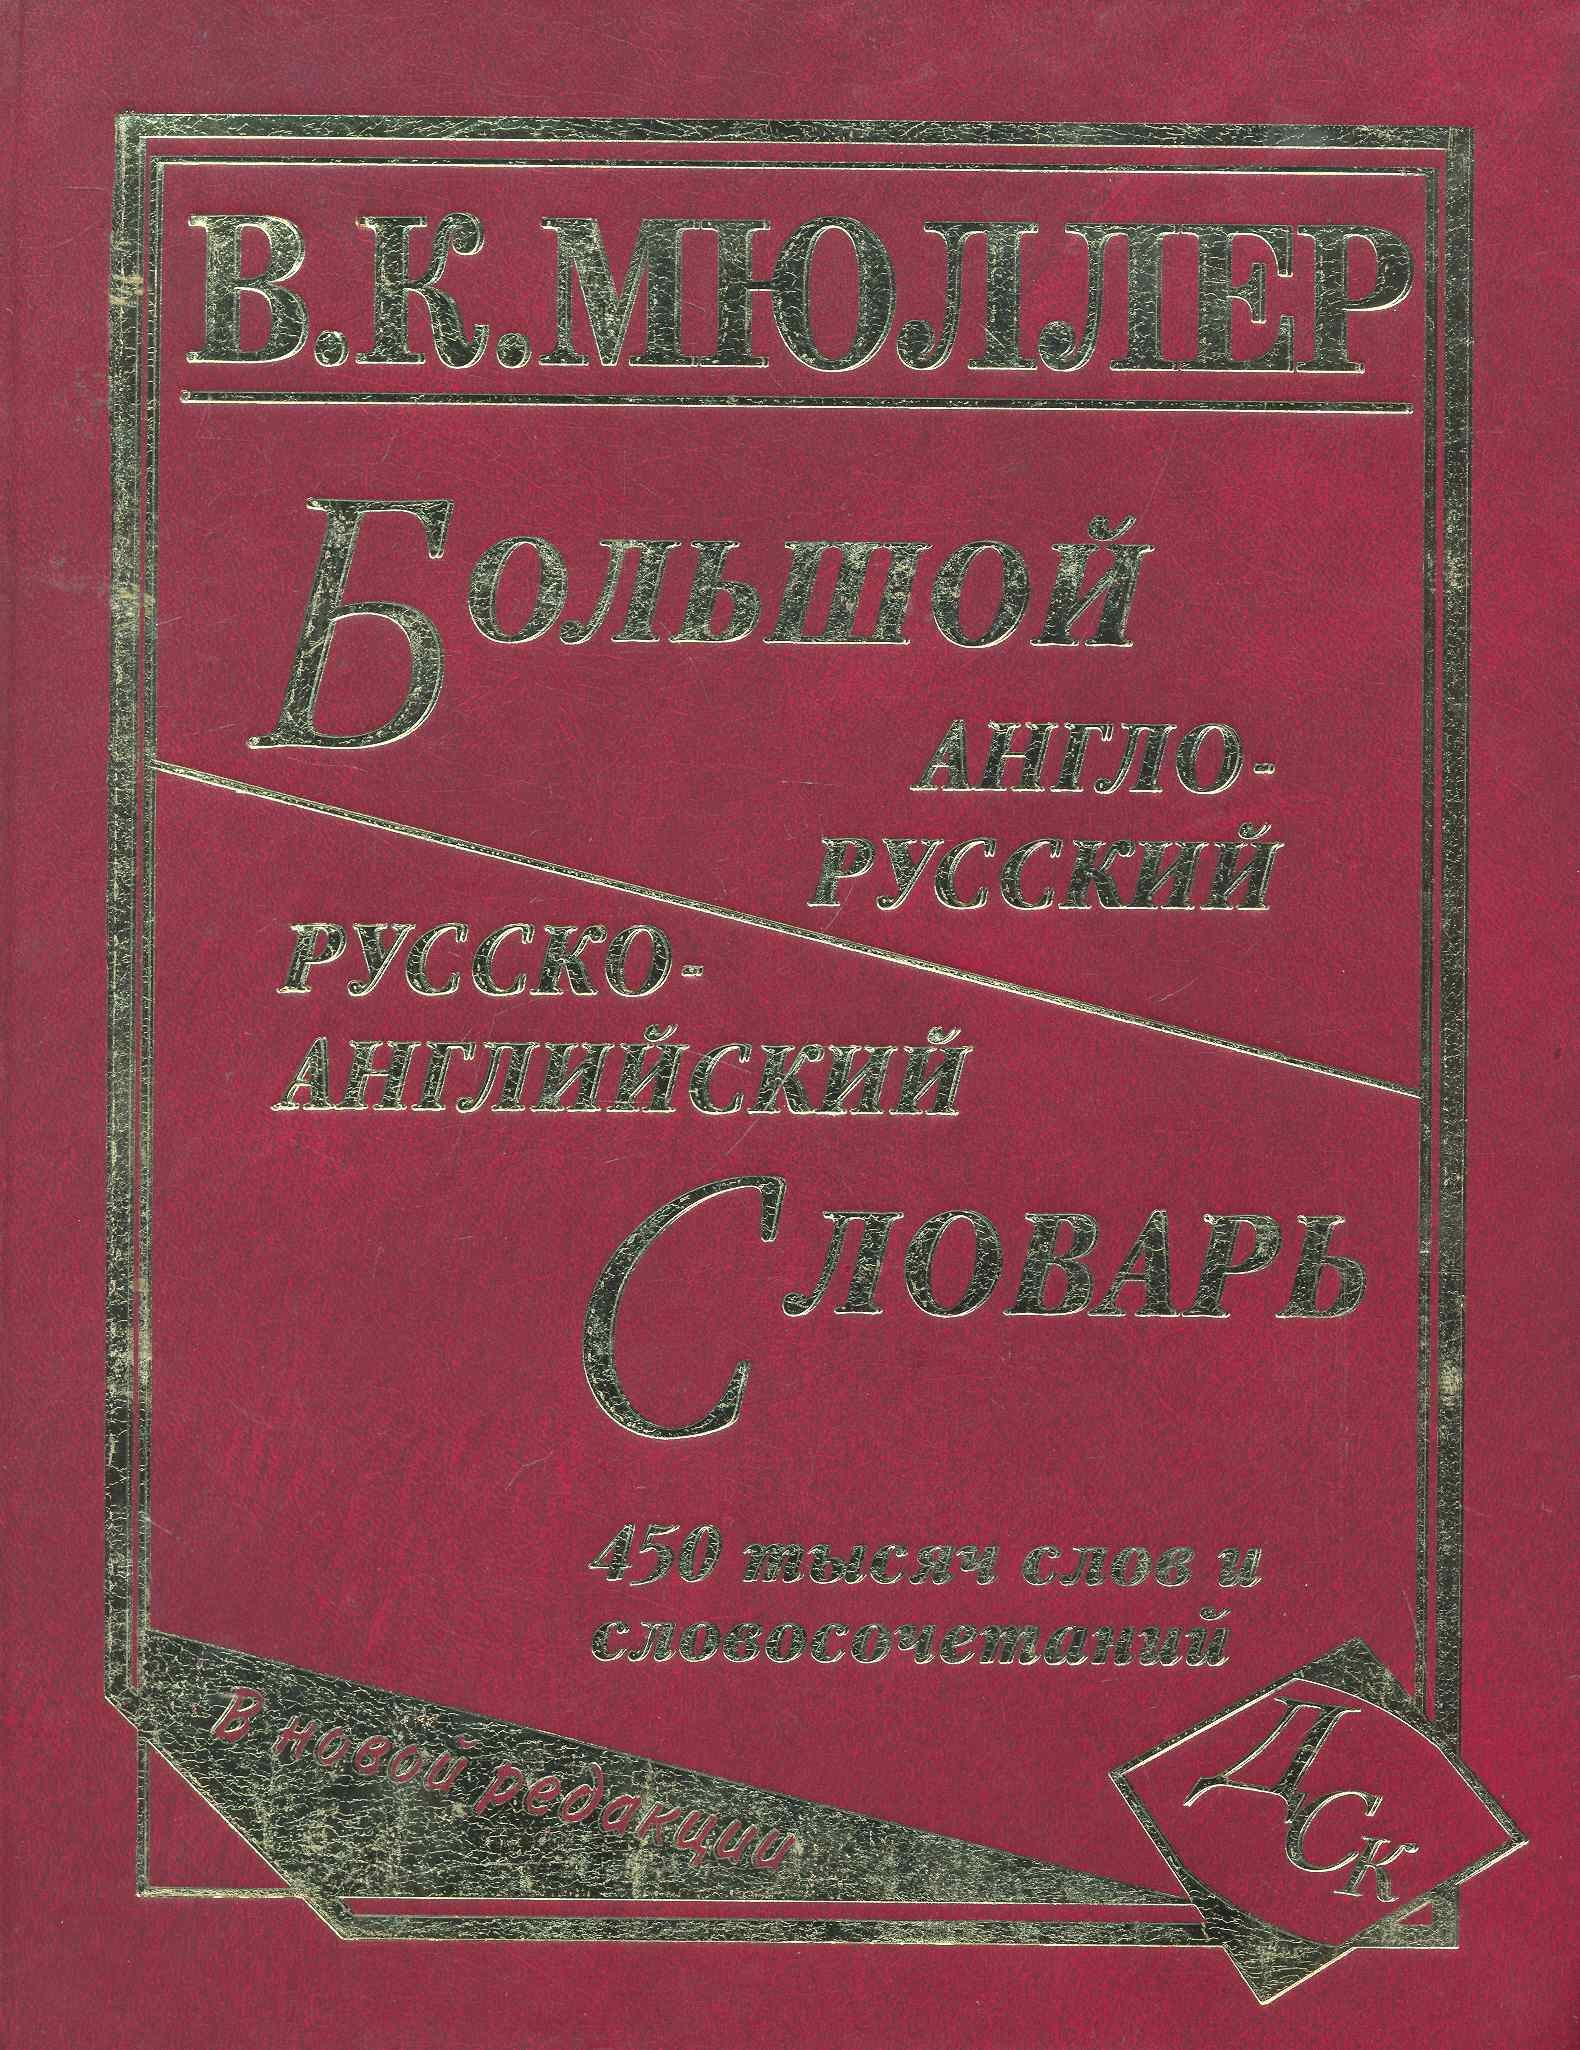 В.К.МЮЛЛЕР
БОЛЬШОЙ
АНГЛО-
РУССКИЙ
РУССКО-
АНГЛИЙСКИЙ
СЛОВАРЬ
450 тысяч слов и
словосочетаний
В новой редакции
ДСК